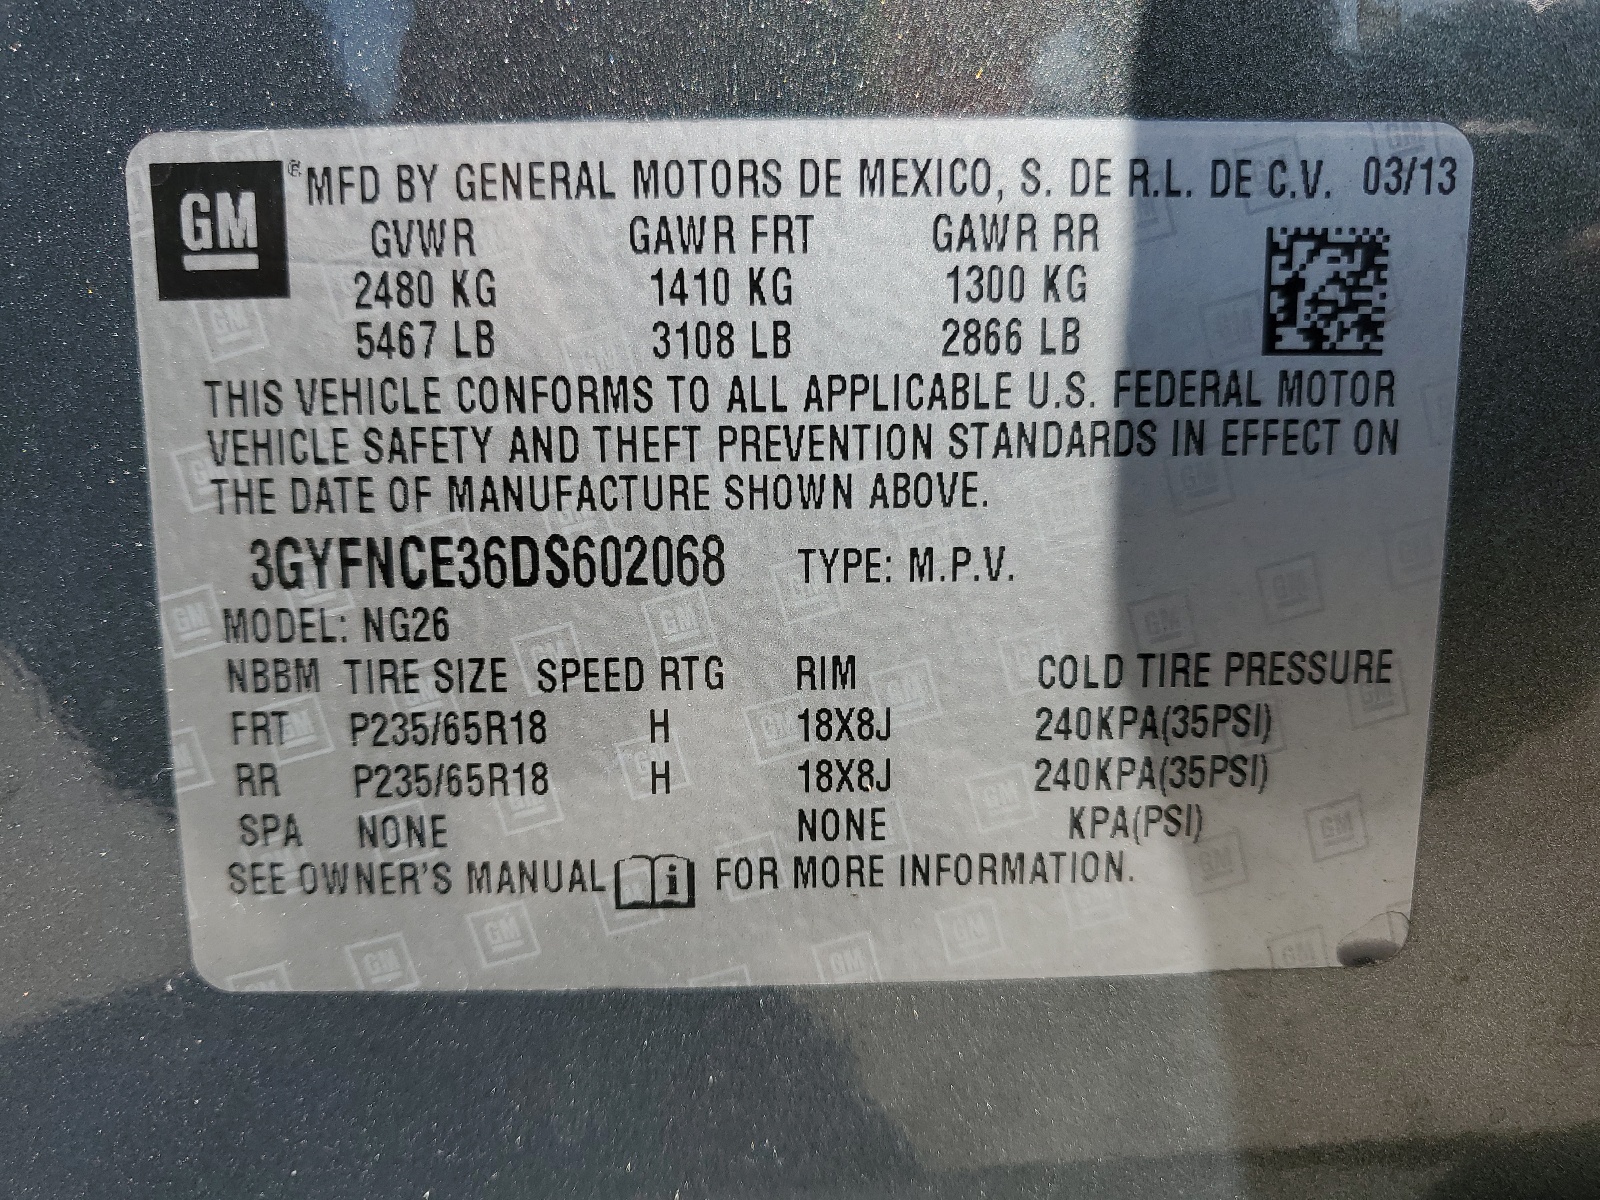 GM ® MFD BY GENERAL MOTORS DE MEXICO, S. DE R.L. DE C.V. 03/13
GVWR GAWR FRT GAWR RR
2480 KG 1410 KG 1300 KG
5467 LB 3108 LB 2866 LB
THIS VEHICLE CONFORMS TO ALL APPLICABLE U.S. FEDERAL MOTOR
VEHICLE SAFETY AND THEFT PREVENTION STANDARDS IN EFFECT ON
THE DATE OF MANUFACTURE SHOWN ABOVE.
3GYFNCE36DS602068 TYPE: M.P.V.
MODEL: NG26
NBBM TIRE SIZE SPEED RTG RIM COLD TIRE PRESSURE
FRT P235/65R18 H 18X8J 240KPA(35PSI)
RR P235/65R18 H 18X8J 240KPA(35PSI)
SPA NONE NONE KPA(PSI)
SEE OWNER'S MANUAL i FOR MORE INFORMATION.